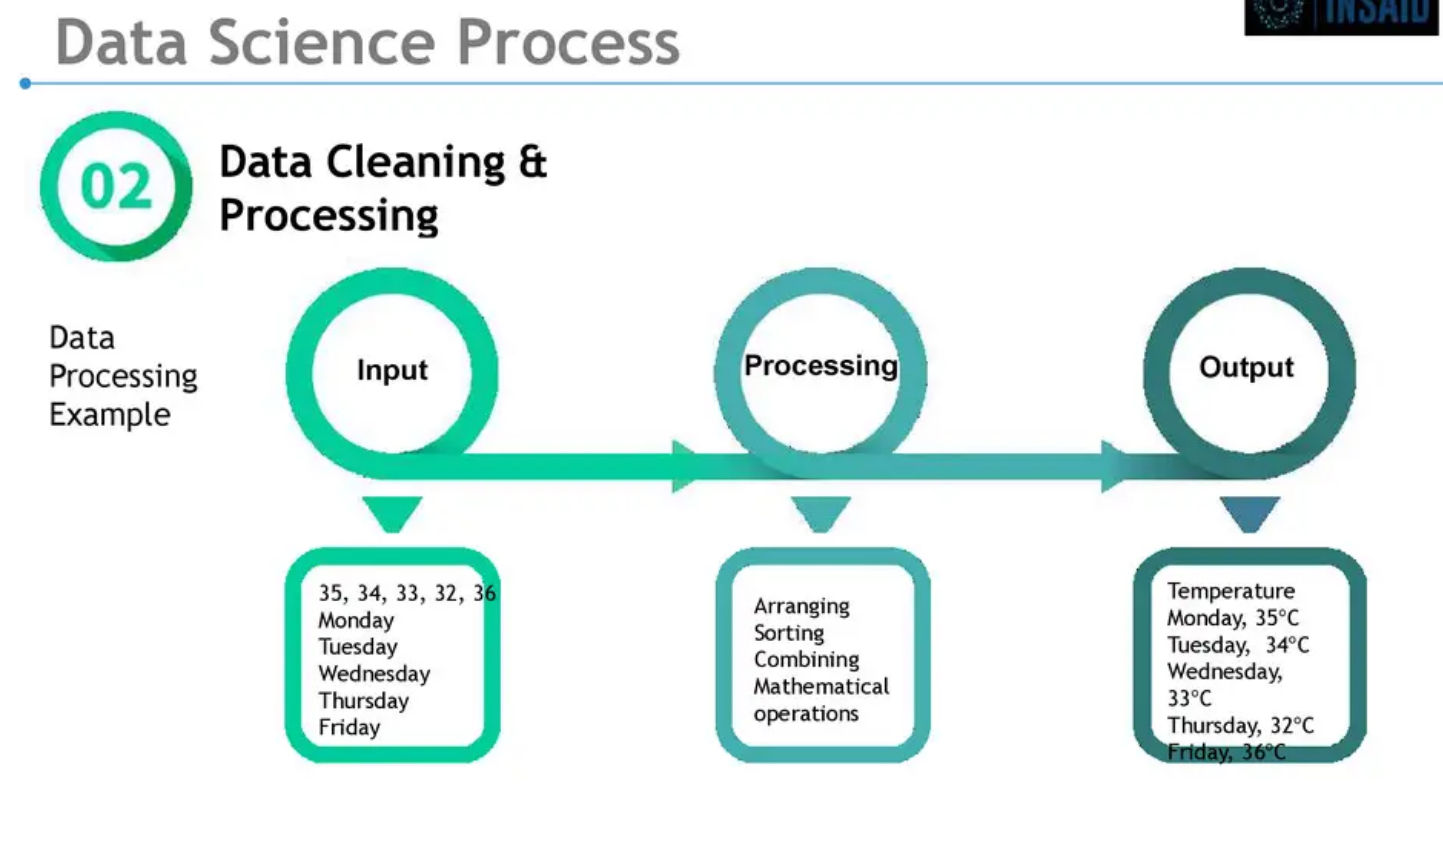 INSAID
Data Science Process
02
Data Cleaning &
Processing
Data
Processing
Example
Input
Processing
Output
35, 34, 33, 32, 36
Monday
Tuesday
Wednesday
Thursday
Friday
Arranging
Sorting
Combining
Mathematical
operations
Temperature
Monday, 35°C
Tuesday, 34°C
Wednesday,
33°C
Thursday, 32°C
Friday, 36°C